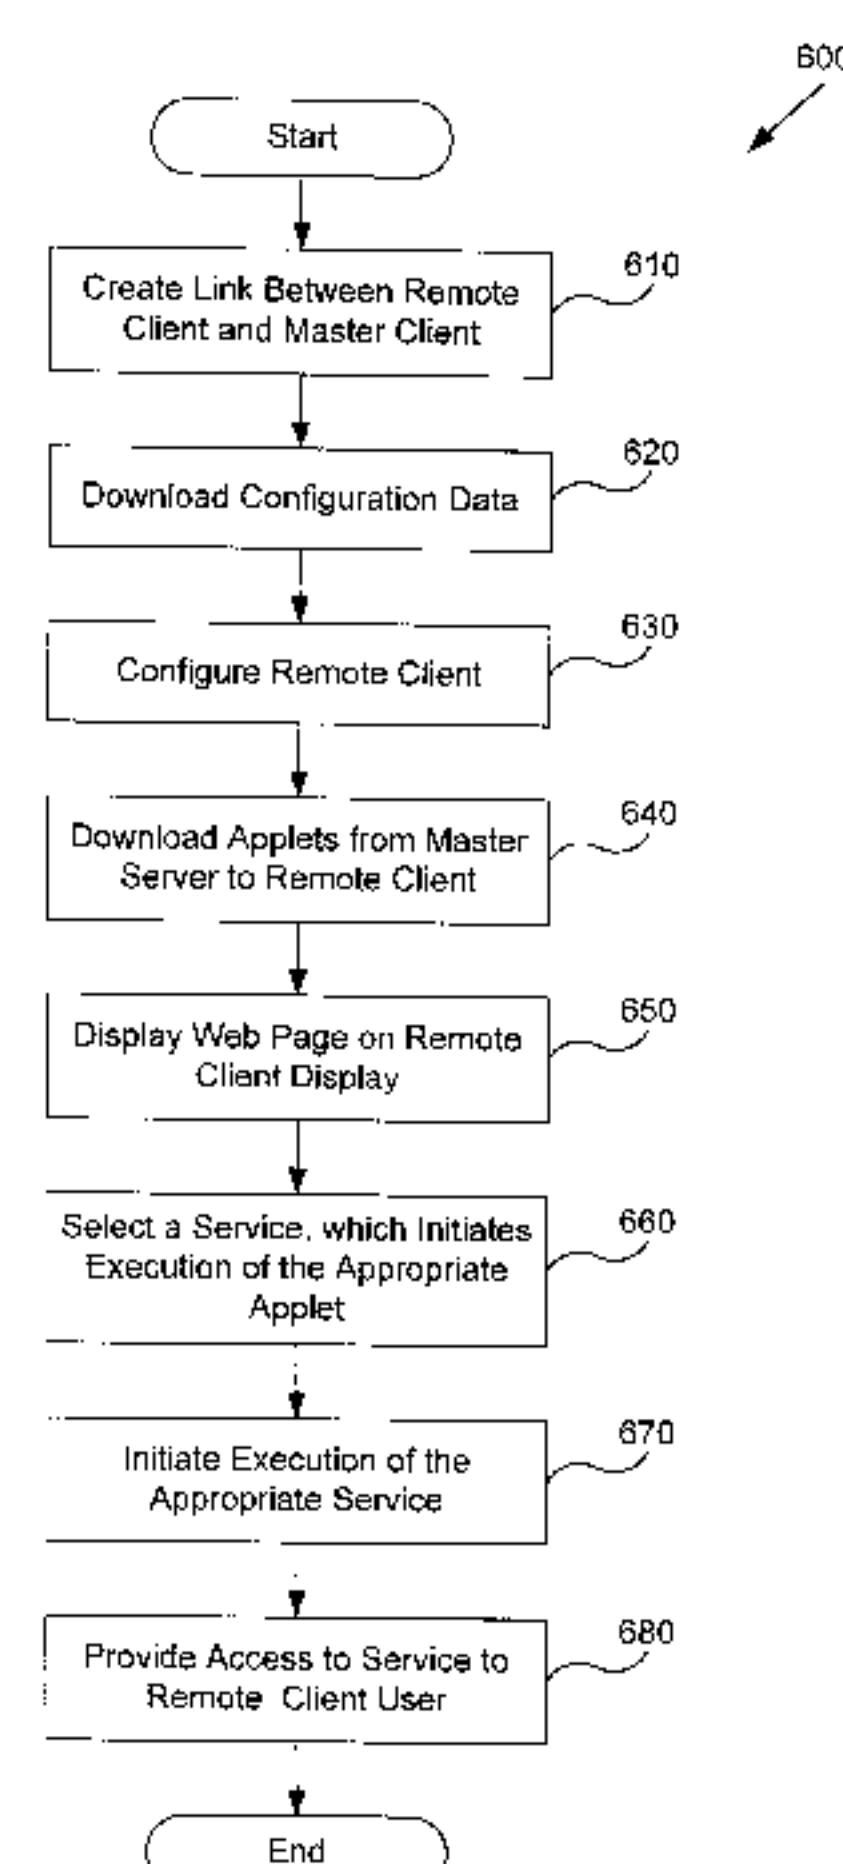 600
Start
Create Link Between Remote
Client and Master Client
610
Download Configuration Data
620
Configure Remote Client
630
Download Applets from Master
Server to Remote Client
640
Display Web Page on Remote
Client Display
650
Select a Service, which Initiates
Execution of the Appropriate
Applet
660
Initiate Execution of the
Appropriate Service
670
Provide Access to Service to
Remote Client User
680
End